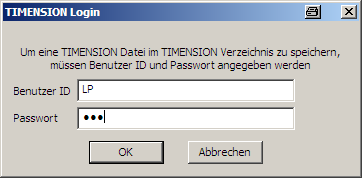 TIMENSION Login
Um eine TIMENSION Datei im TIMENSION Verzeichnis zu speichern,
müssen Benutzer ID und Passwort angegeben werden
Benutzer ID LP
Passwort •••
OK Abbrechen